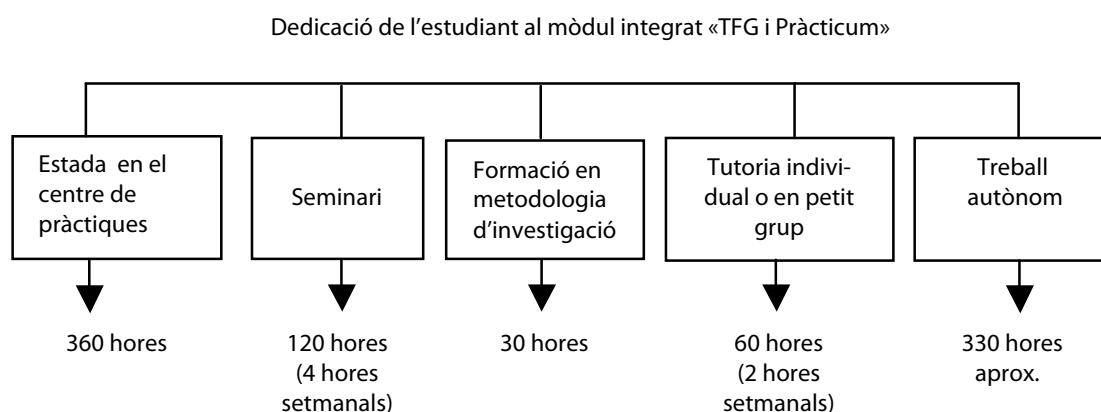 Dedicació de l’estudiant al mòdul integrat «TFG i Pràcticum»
Estada en el
centre de
pràctiques
Seminari
Formació en
metodologia
d’investigació
Tutoria indivi-
dual o en petit
grup
Treball
autònom
360 hores
120 hores
(4 hores
setmanals)
30 hores
60 hores
(2 hores
setmanals)
330 hores
aprox.